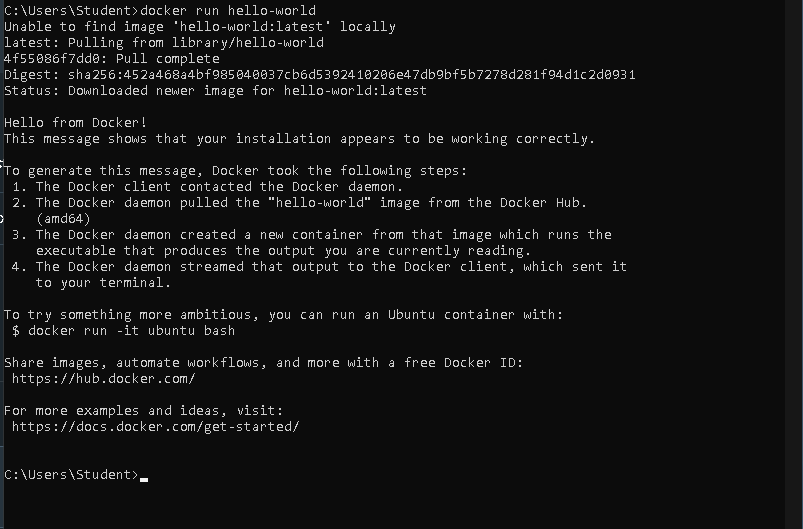 C:\Users\Student>docker run hello-world
Unable to find image 'hello-world:latest' locally
latest: Pulling from library/hello-world
4f55086f7dd0: Pull complete
Digest: sha256:452a468a4bf985040037cb6d5392410206e47db9bf5b7278d281f94d1c2d0931
Status: Downloaded newer image for hello-world:latest

Hello from Docker!
This message shows that your installation appears to be working correctly.

To generate this message, Docker took the following steps:
 1. The Docker client contacted the Docker daemon.
 2. The Docker daemon pulled the "hello-world" image from the Docker Hub.
    (amd64)
 3. The Docker daemon created a new container from that image which runs the
    executable that produces the output you are currently reading.
 4. The Docker daemon streamed that output to the Docker client, which sent it
    to your terminal.

To try something more ambitious, you can run an Ubuntu container with:
 $ docker run -it ubuntu bash

Share images, automate workflows, and more with a free Docker ID:
 https://hub.docker.com/

For more examples and ideas, visit:
 https://docs.docker.com/get-started/

C:\Users\Student>